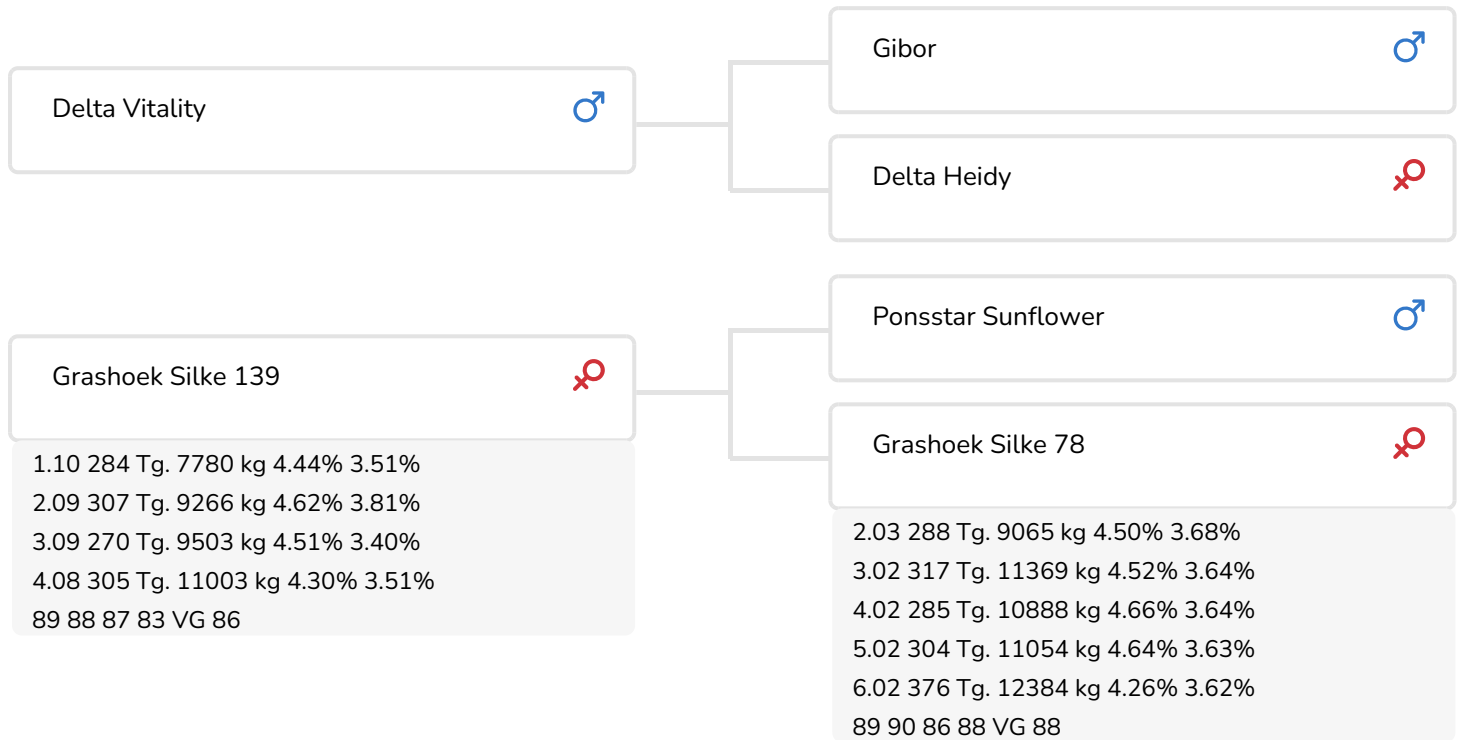 Delta Vitality
Gibor
Delta Heidy
Grashoek Silke 139
1.10 284 Tg. 7780 kg 4.44% 3.51%
2.09 307 Tg. 9266 kg 4.62% 3.81%
3.09 270 Tg. 9503 kg 4.51% 3.40%
4.08 305 Tg. 11003 kg 4.30% 3.51%
89 88 87 83 VG 86
Ponsstar Sunflower
Grashoek Silke 78
2.03 288 Tg. 9065 kg 4.50% 3.68%
3.02 317 Tg. 11369 kg 4.52% 3.64%
4.02 285 Tg. 10888 kg 4.66% 3.64%
5.02 304 Tg. 11054 kg 4.64% 3.63%
6.02 376 Tg. 12384 kg 4.26% 3.62%
89 90 86 88 VG 88